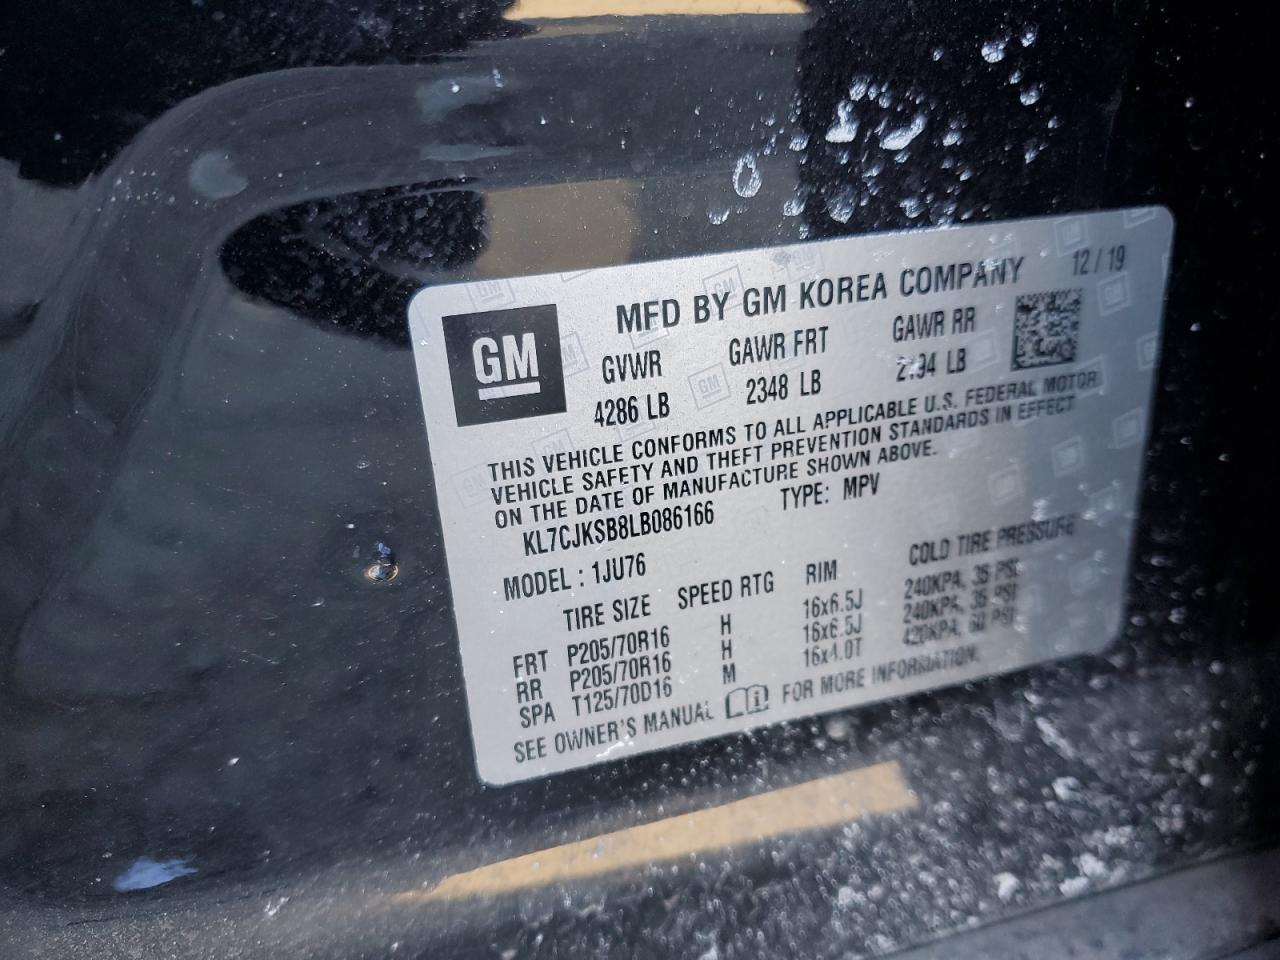 GM
MFD BY GM KOREA COMPANY 12/19
GVWR GAWR FRT GAWR RR
4286 LB 2348 LB 2194 LB
THIS VEHICLE CONFORMS TO ALL APPLICABLE U.S. FEDERAL MOTOR
VEHICLE SAFETY AND THEFT PREVENTION STANDARDS IN EFFECT
ON THE DATE OF MANUFACTURE SHOWN ABOVE.
KL7CJKSB8LB086166 TYPE: MPV
MODEL : 1JU76
TIRE SIZE SPEED RTG RIM COLD TIRE PRESSURE
FRT P205/70R16 H 16x6.5J 240KPA, 35 PSI
RR P205/70R16 H 16x6.5J 240KPA, 35 PSI
SPA T125/70D16 M 16x4.0T 420KPA, 60 PSI
SEE OWNER'S MANUAL FOR MORE INFORMATION.